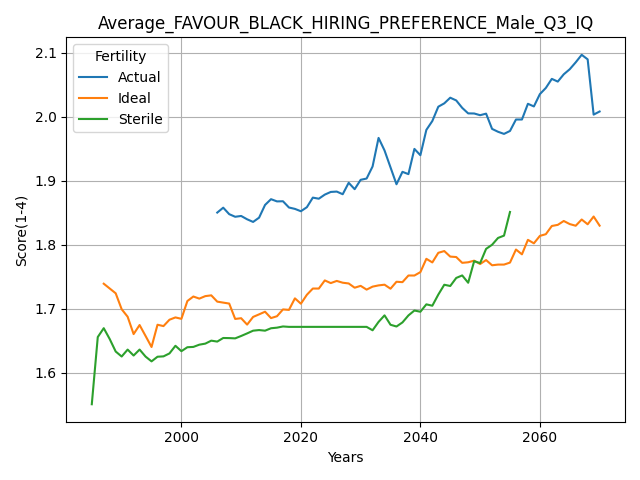 Average_FAVOUR_BLACK_HIRING_PREFERENCE_Male_Q3_IQ
Fertility
Actual
Ideal
Sterile
2.1
2.0
1.9
1.8
1.7
1.6
Score(1-4)
2000
2020
2040
2060
Years